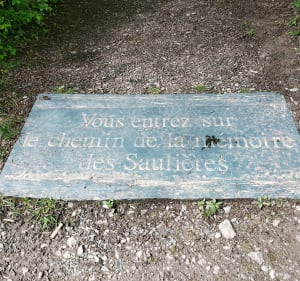 Vous entrez sur
le chemin de la mémoire
des Saulières